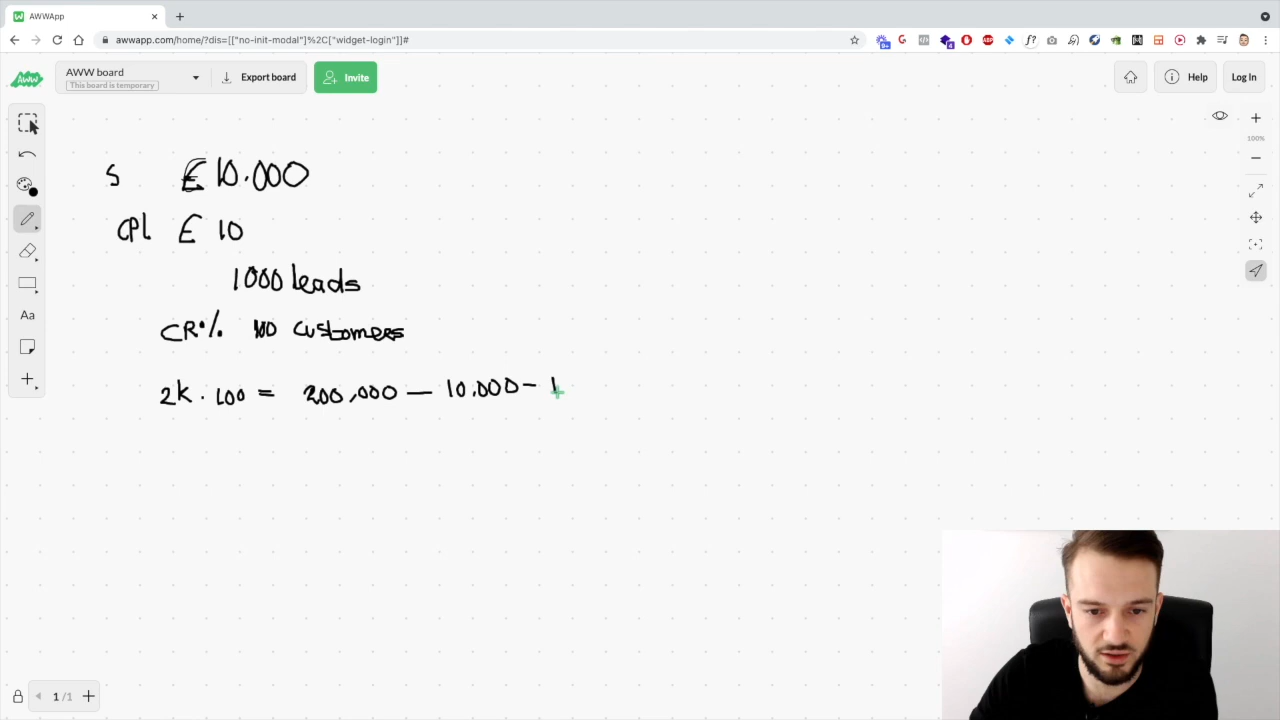 AWWApp
awwapp.com/home/?dis=[["no-init-modal"]%2C["widget-login"]]#
AWW board
This board is temporary
Export board
Invite
Help
Log In
100%
Aa
S £ 10.000
CPL £ 10
1000 leads
CR% 100 customers
2K . 100 = 200,000 — 10.000 - 1
1 / 1